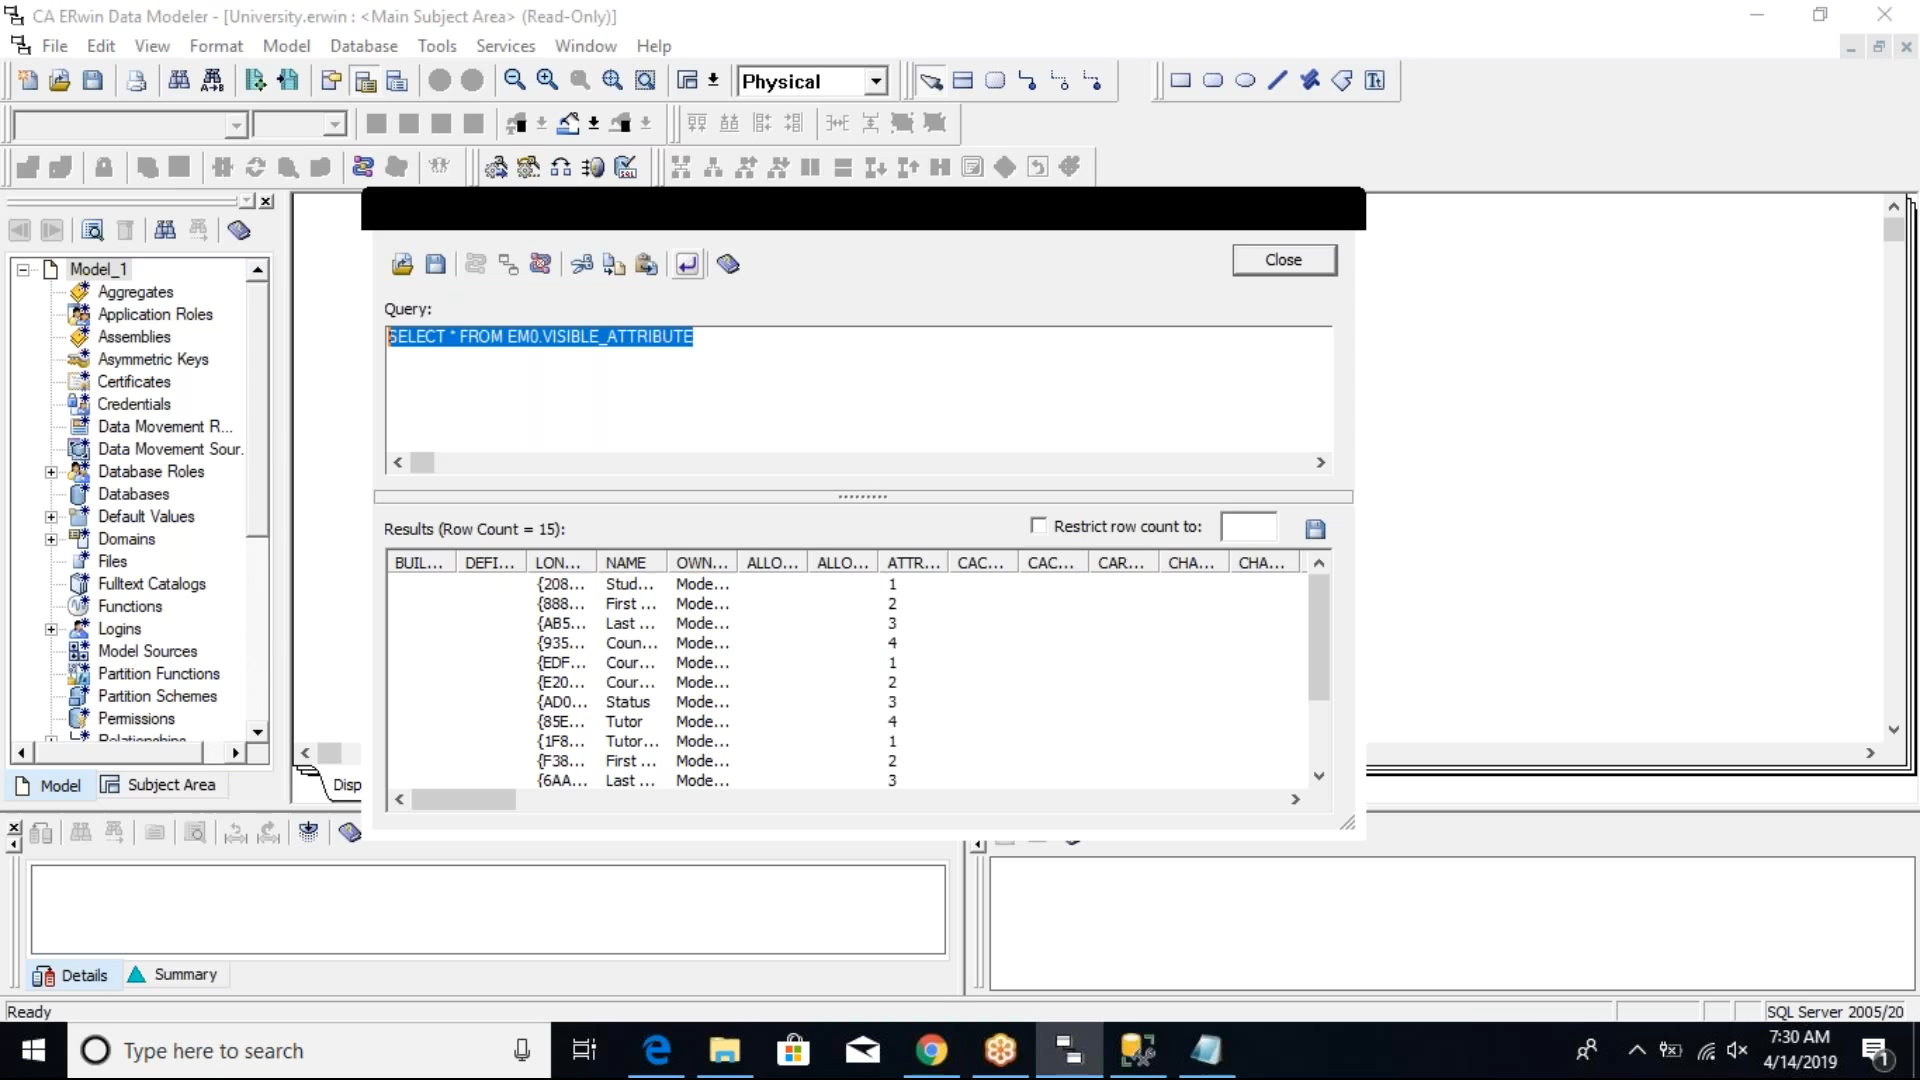 CA ERwin Data Modeler - [University.erwin : <Main Subject Area> (Read-Only)]
File Edit View Format Model Database Tools Services Window Help
Physical
Close
Query:
SELECT * FROM EM0.VISIBLE_ATTRIBUTE
Results (Row Count = 15):
Restrict row count to:
BUIL... DEFI... LON... NAME OWN... ALLO... ALLO... ATTR... CAC... CAC... CAR... CHA... CHA...
{208... Stud... Mode... 1
{888... First ... Mode... 2
{AB5... Last ... Mode... 3
{935... Coun... Mode... 4
{EDF... Cour... Mode... 1
{E20... Cour... Mode... 2
{AD0... Status Mode... 3
{85E... Tutor Mode... 4
{1F8... Tutor... Mode... 1
{F38... First ... Mode... 2
{6AA... Last ... Mode... 3
Model_1
Aggregates
Application Roles
Assemblies
Asymmetric Keys
Certificates
Credentials
Data Movement R...
Data Movement Sour.
Database Roles
Databases
Default Values
Domains
Files
Fulltext Catalogs
Functions
Logins
Model Sources
Partition Functions
Partition Schemes
Permissions
Relationships
Model Subject Area
Disp
Details Summary
Ready
SQL Server 2005/20
Type here to search
7:30 AM
4/14/2019
1